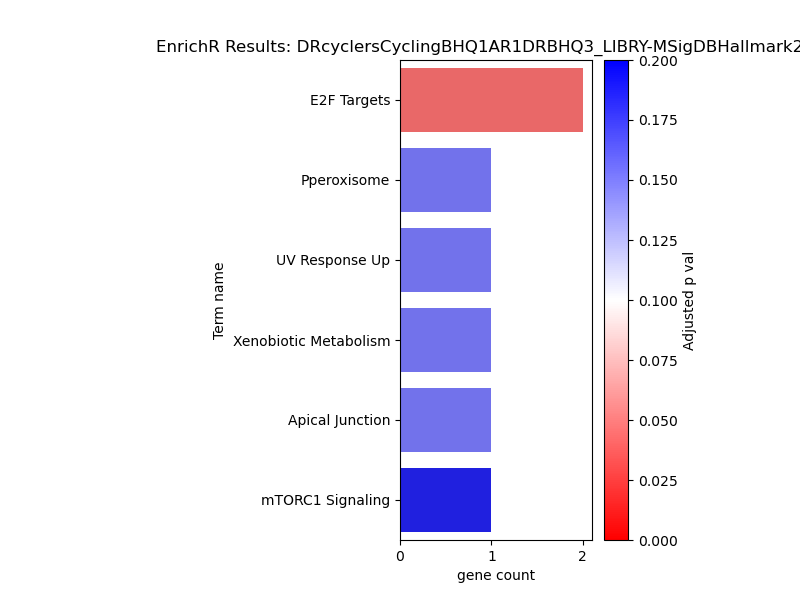 EnrichR Results: DRcyclersCyclingBHQ1AR1DRBHQ3_LIBRY-MSigDBHallmark2
E2F Targets
Pperoxisome
UV Response Up
Xenobiotic Metabolism
Apical Junction
mTORC1 Signaling
Term name
0 1 2
gene count
0.200
0.175
0.150
0.125
0.100
0.075
0.050
0.025
0.000
Adjusted p val